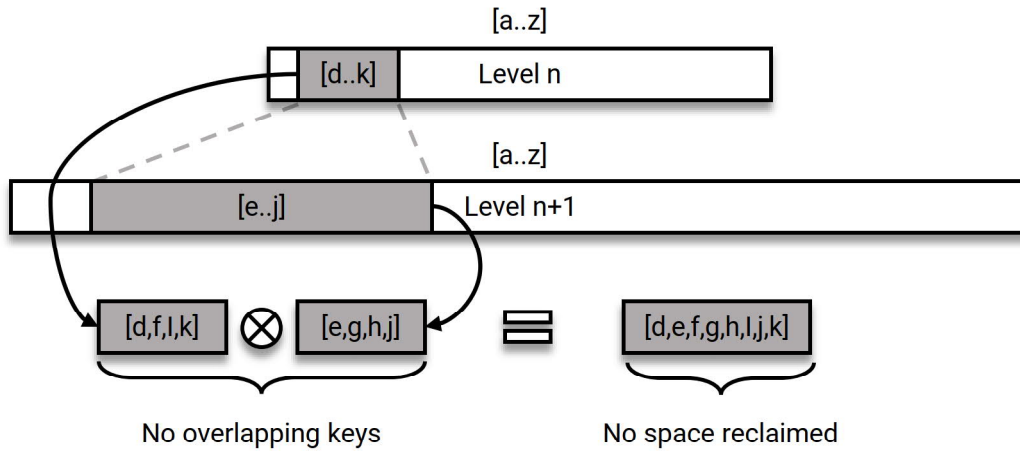 [a..z]
[d..k]
Level n
[a..z]
[e..j]
Level n+1
[d,f,I,k]
[e,g,h,j]
[d,e,f,g,h,I,j,k]
No overlapping keys
No space reclaimed